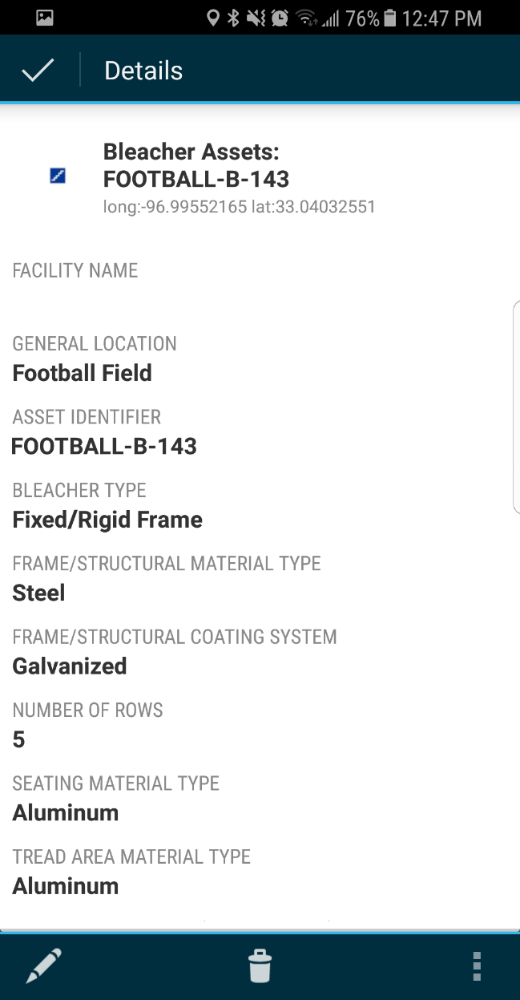 76% 12:47 PM
Details
Bleacher Assets:
FOOTBALL-B-143
long:-96.99552165 lat:33.04032551
FACILITY NAME
GENERAL LOCATION
Football Field
ASSET IDENTIFIER
FOOTBALL-B-143
BLEACHER TYPE
Fixed/Rigid Frame
FRAME/STRUCTURAL MATERIAL TYPE
Steel
FRAME/STRUCTURAL COATING SYSTEM
Galvanized
NUMBER OF ROWS
5
SEATING MATERIAL TYPE
Aluminum
TREAD AREA MATERIAL TYPE
Aluminum